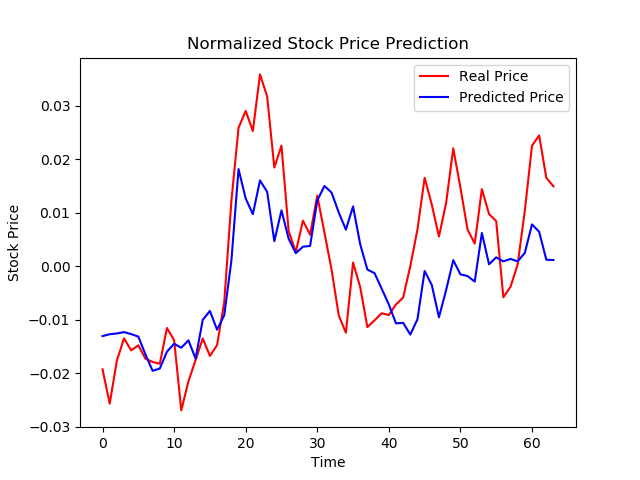 Normalized Stock Price Prediction
Real Price
Predicted Price
Stock Price
0.03
0.02
0.01
0.00
−0.01
−0.02
−0.03
0 10 20 30 40 50 60
Time